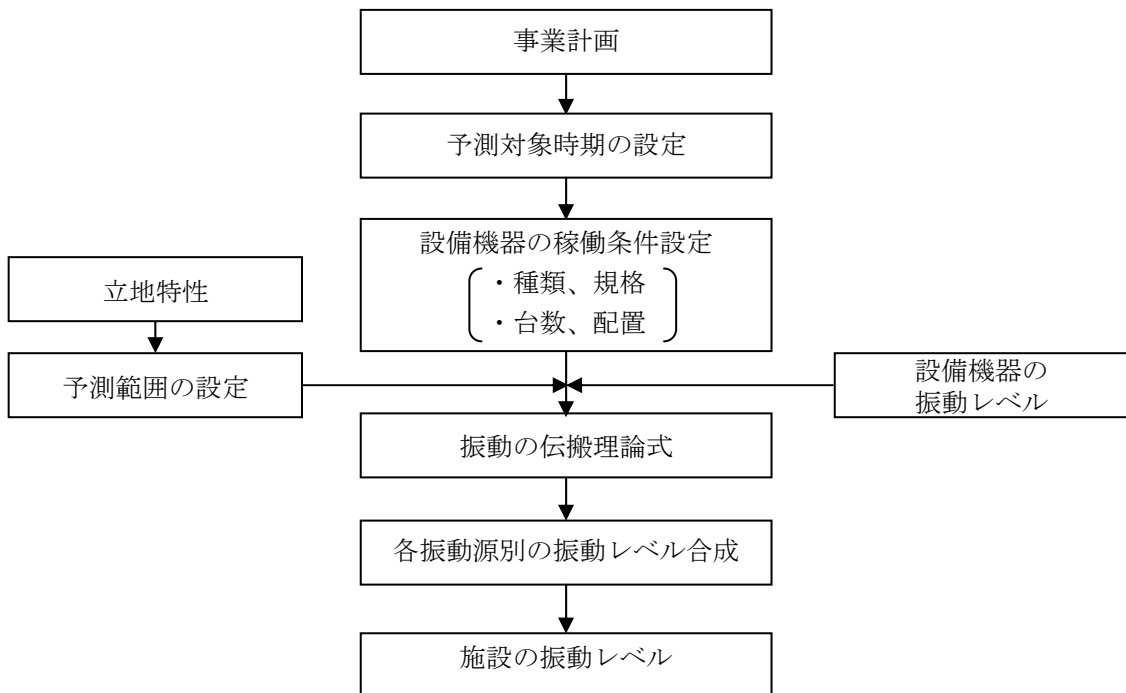 事業計画
予測対象時期の設定
設備機器の稼働条件設定
・種類、規格
・台数、配置
立地特性
予測範囲の設定
設備機器の
振動レベル
振動の伝搬理論式
各振動源別の振動レベル合成
施設の振動レベル